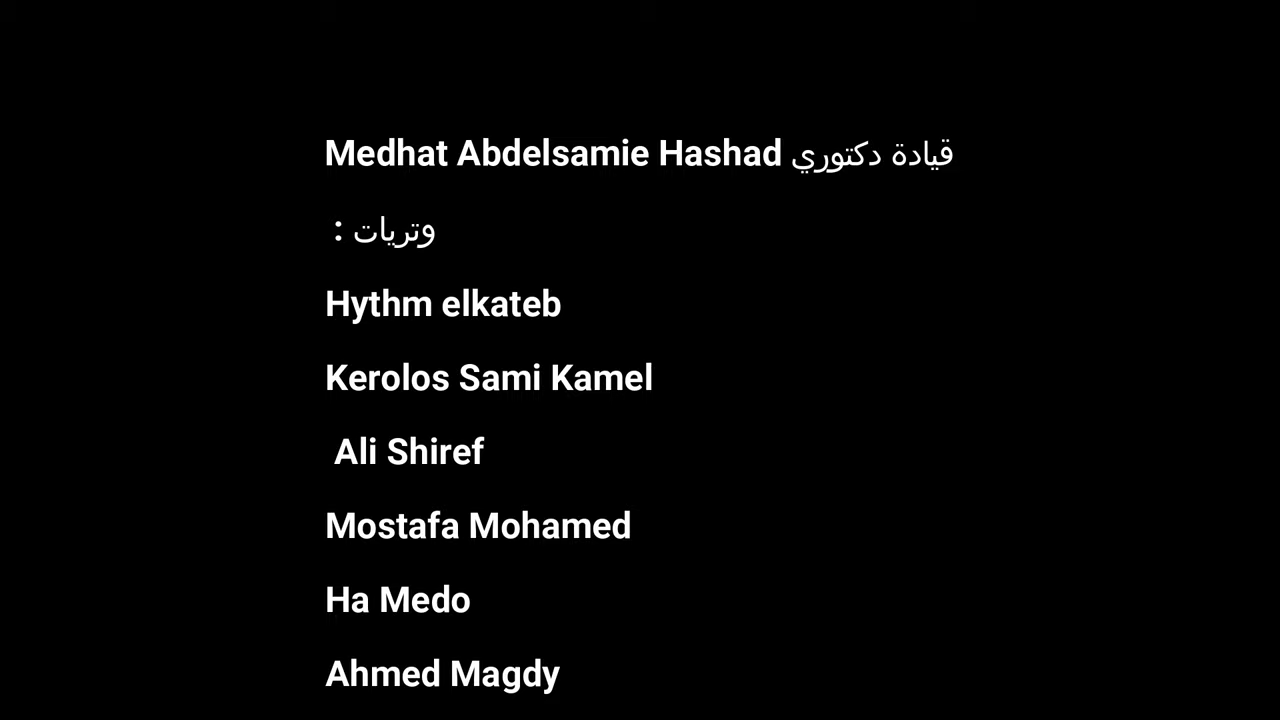 Medhat Abdelsamie Hashad قيادة دكتوري
وتريات :
Hythm elkateb
Kerolos Sami Kamel
Ali Shiref
Mostafa Mohamed
Ha Medo
Ahmed Magdy